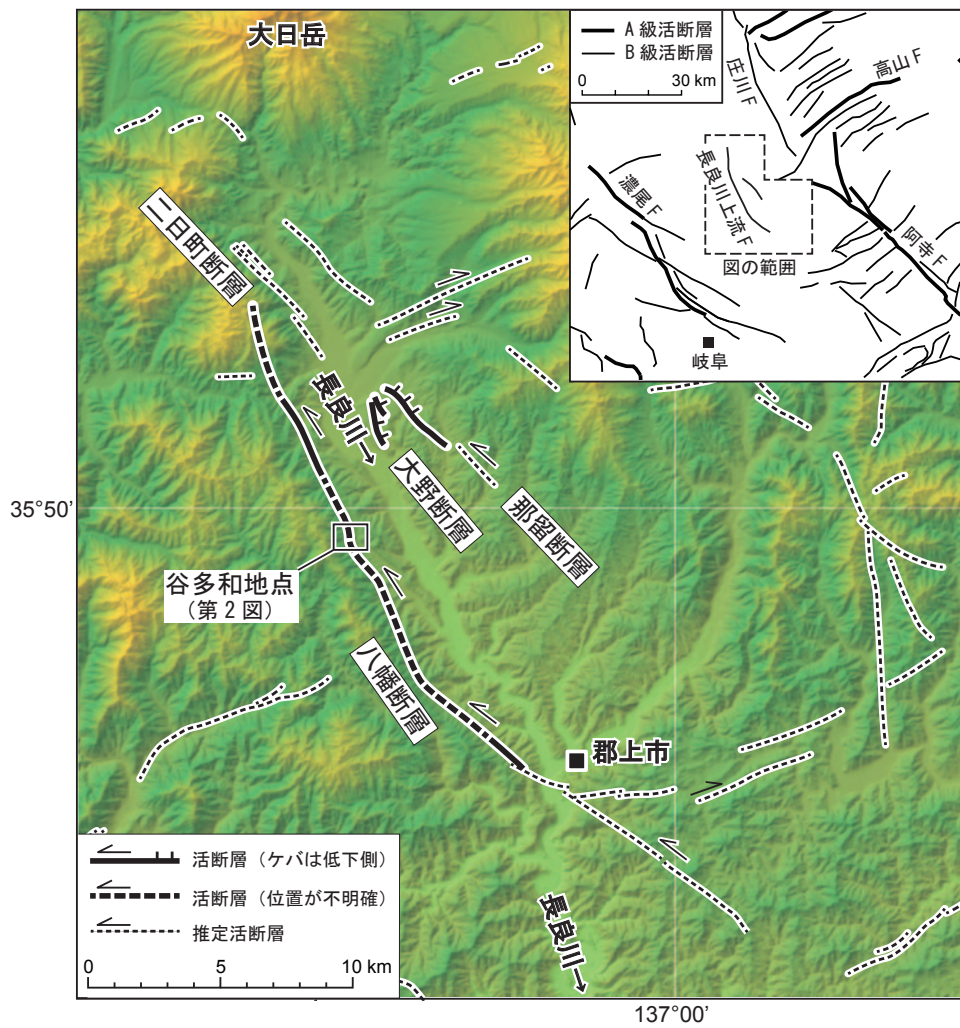 大日岳
A 級活断層
B 級活断層
0
30 km
庄川 F
高山 F
長良川上流 F
濃尾 F
阿寺 F
図の範囲
岐阜
二日町断層
長良川
大野断層
那留断層
35°50'
谷多和地点
（第 2 図）
八幡断層
郡上市
長良川
活断層（ケバは低下側）
活断層（位置が不明確）
推定活断層
0
5
10 km
137°00'